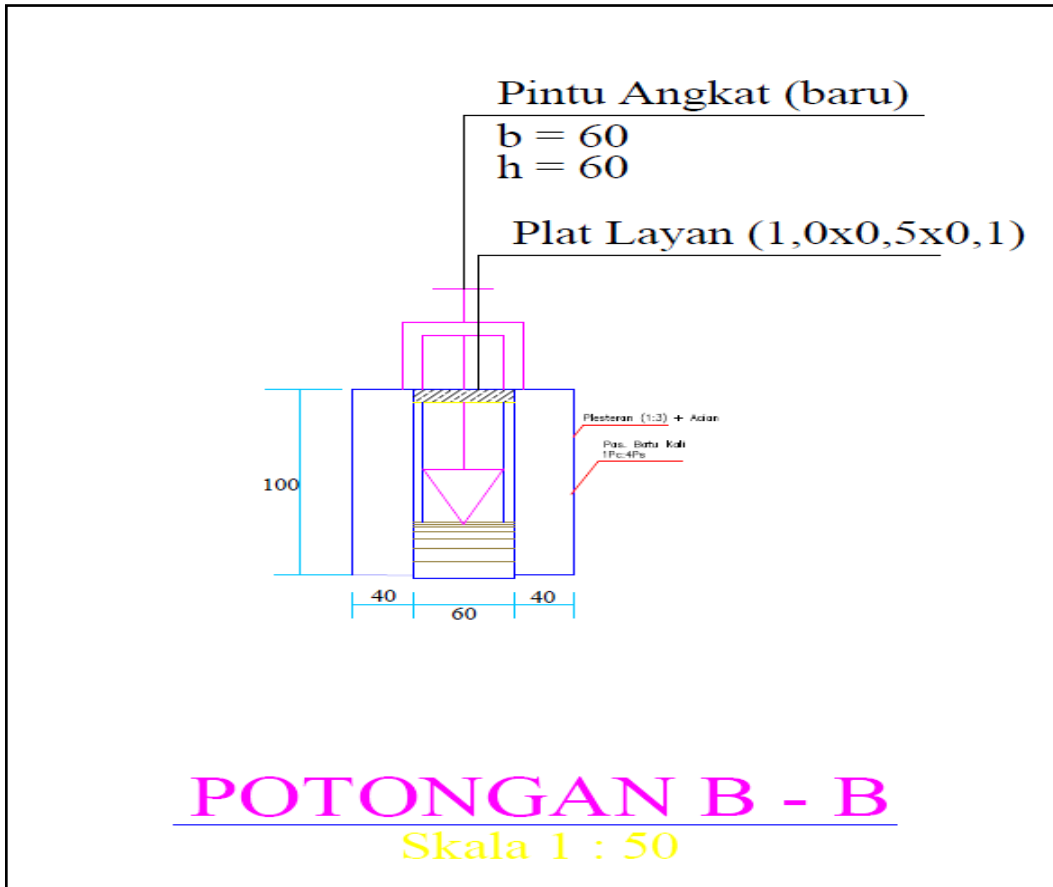 Pintu Angkat (baru)
b = 60
h = 60
Plat Layan (1,0x0,5x0,1)
Plesteran (1:3) + Acian
Pas. Batu Kali
1Pc:4Ps
100
40
60
40
POTONGAN B - B
Skala 1 : 50